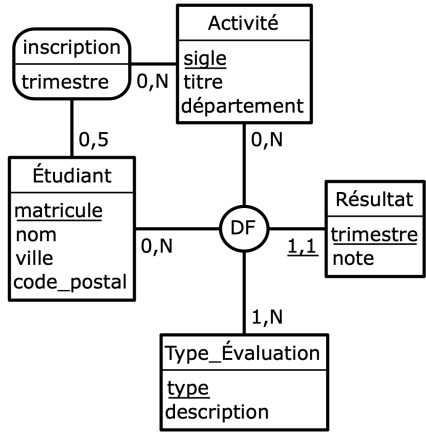 inscription
trimestre
0,N
Activité
sigle
titre
département
0,5
0,N
Étudiant
matricule
nom
ville
code_postal
0,N
DF
1,1
Résultat
trimestre
note
1,N
Type_Évaluation
type
description